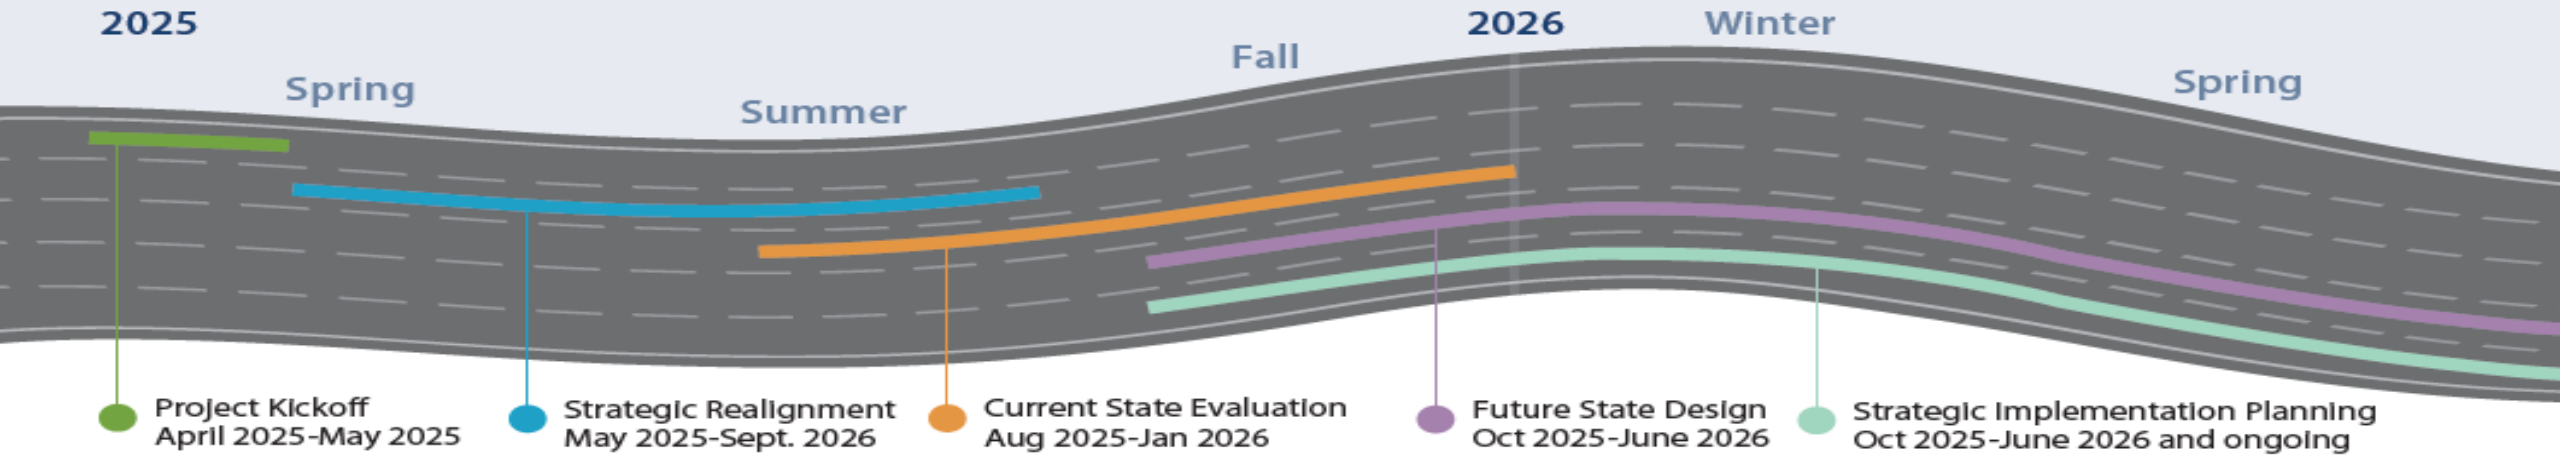 2025
Spring
Summer
Fall
2026
Winter
Spring
Project Kickoff
April 2025-May 2025
Strategic Realignment
May 2025-Sept. 2026
Current State Evaluation
Aug 2025-Jan 2026
Future State Design
Oct 2025-June 2026
Strategic Implementation Planning
Oct 2025-June 2026 and ongoing